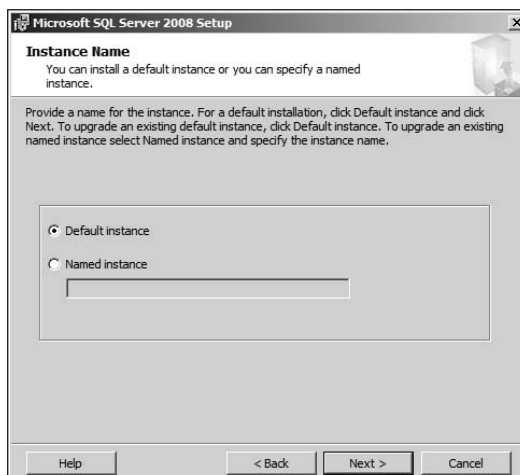 Microsoft SQL Server 2008 Setup
Instance Name
You can install a default instance or you can specify a named
instance.
Provide a name for the instance. For a default installation, click Default instance and click
Next. To upgrade an existing default instance, click Default instance. To upgrade an existing
named instance select Named instance and specify the instance name.
Default instance
Named instance
Help
< Back
Next >
Cancel